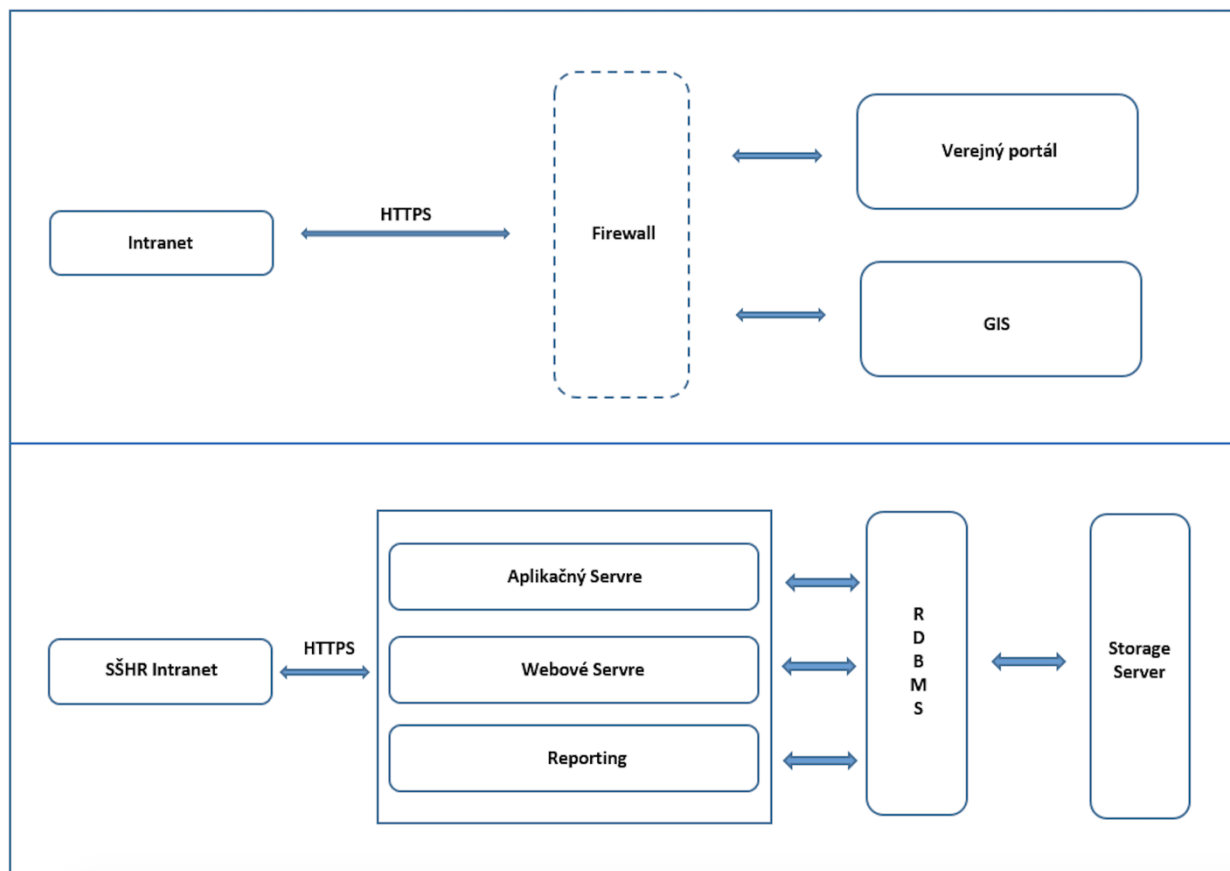 Verejný portál
HTTPS
Intranet
Firewall
GIS
Aplikačný Servre
SŠHR Intranet
HTTPS
Webové Servre
Reporting
R
D
B
M
S
Storage
Server